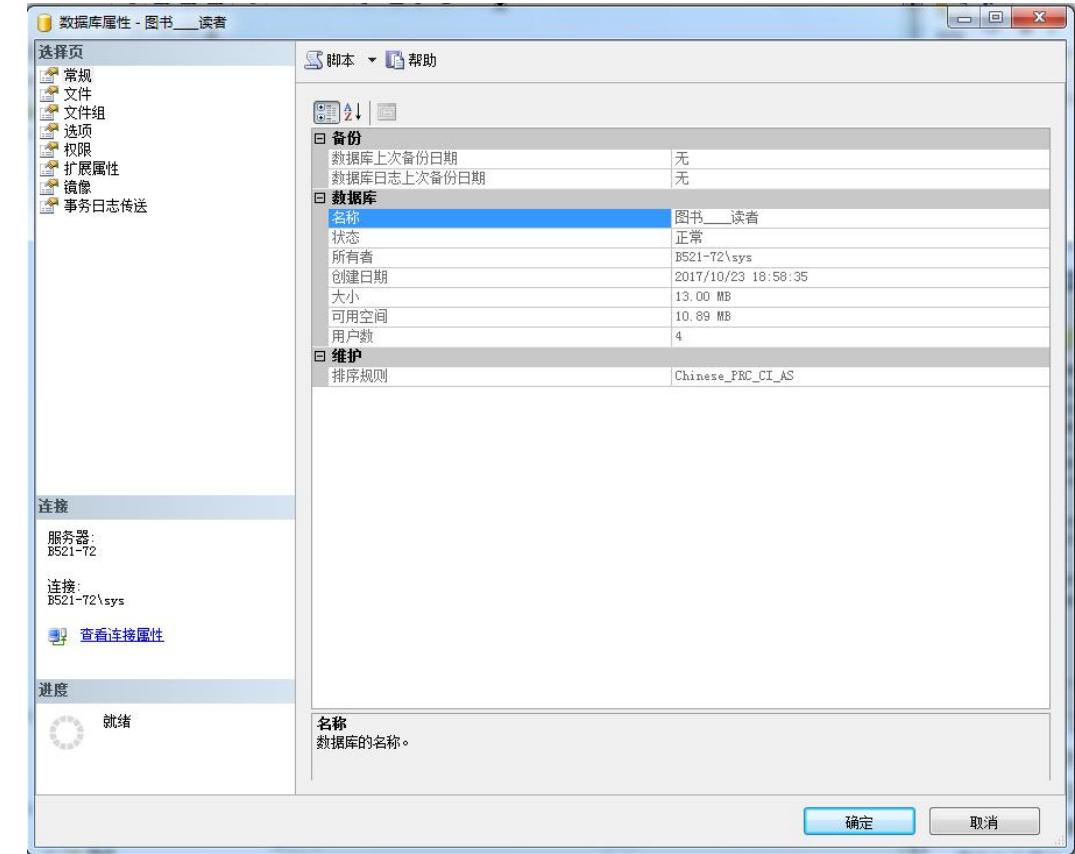 数据库属性 - 图书___读者
选择页
常规
文件
文件组
选项
权限
扩展属性
镜像
事务日志传送
脚本 帮助
备份
数据库上次备份日期 无
数据库日志上次备份日期 无
数据库
名称 图书___读者
状态 正常
所有者 B521-72\sys
创建日期 2017/10/23 18:58:35
大小 13.00 MB
可用空间 10.89 MB
用户数 4
维护
排序规则 Chinese_PRC_CI_AS
连接
服务器:
B521-72
连接:
B521-72\sys
查看连接属性
进度
就绪
名称
数据库的名称。
确定 取消